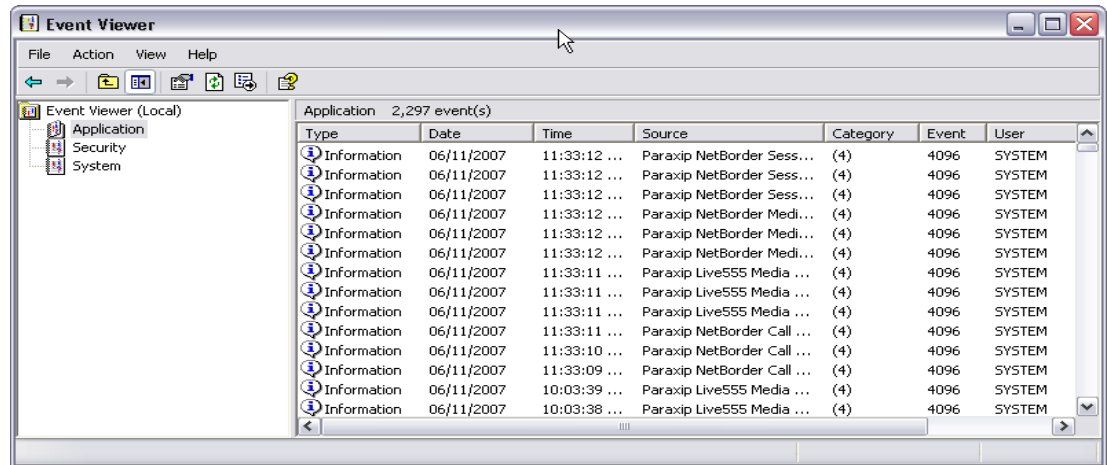 Event Viewer
File Action View Help
Event Viewer (Local)
Application
Security
System
Application 2,297 event(s)
Type Date Time Source Category Event User
Information 06/11/2007 11:33:12 ... Paraxip NetBorder Sess... (4) 4096 SYSTEM
Information 06/11/2007 11:33:12 ... Paraxip NetBorder Sess... (4) 4096 SYSTEM
Information 06/11/2007 11:33:12 ... Paraxip NetBorder Sess... (4) 4096 SYSTEM
Information 06/11/2007 11:33:12 ... Paraxip NetBorder Medi... (4) 4096 SYSTEM
Information 06/11/2007 11:33:12 ... Paraxip NetBorder Medi... (4) 4096 SYSTEM
Information 06/11/2007 11:33:12 ... Paraxip NetBorder Medi... (4) 4096 SYSTEM
Information 06/11/2007 11:33:11 ... Paraxip Live555 Media ... (4) 4096 SYSTEM
Information 06/11/2007 11:33:11 ... Paraxip Live555 Media ... (4) 4096 SYSTEM
Information 06/11/2007 11:33:11 ... Paraxip Live555 Media ... (4) 4096 SYSTEM
Information 06/11/2007 11:33:11 ... Paraxip NetBorder Call ... (4) 4096 SYSTEM
Information 06/11/2007 11:33:10 ... Paraxip NetBorder Call ... (4) 4096 SYSTEM
Information 06/11/2007 11:33:09 ... Paraxip NetBorder Call ... (4) 4096 SYSTEM
Information 06/11/2007 10:03:39 ... Paraxip Live555 Media ... (4) 4096 SYSTEM
Information 06/11/2007 10:03:38 ... Paraxip Live555 Media ... (4) 4096 SYSTEM